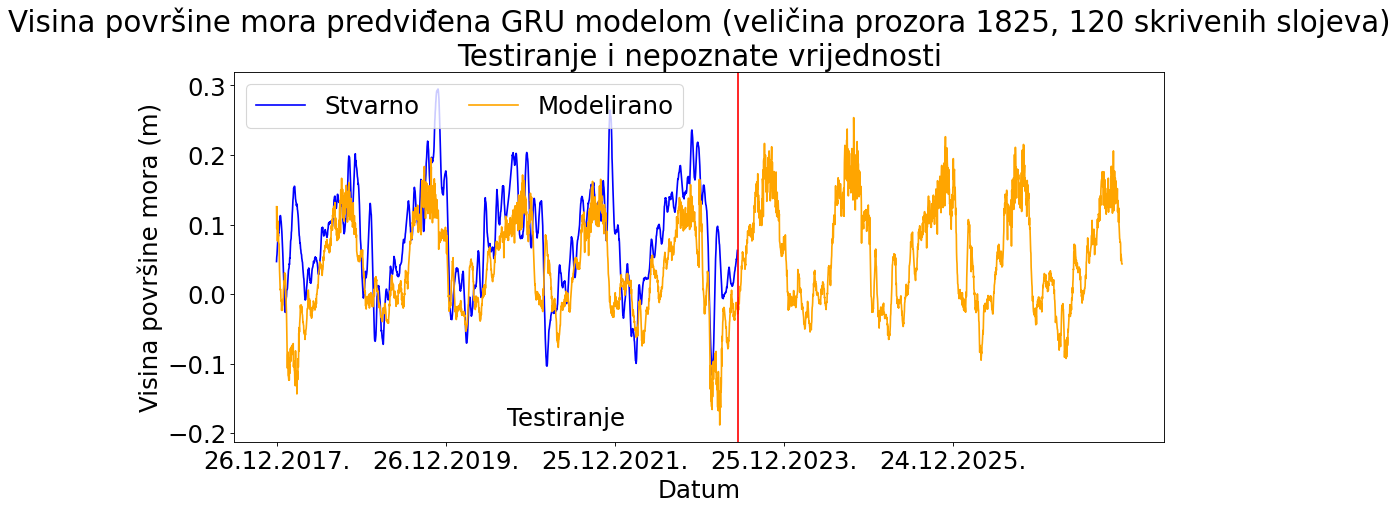 Visina površine mora predviđena GRU modelom (veličina prozora 1825, 120 skrivenih slojeva)
Testiranje i nepoznate vrijednosti
Stvarno Modelirano
Visina površine mora (m)
0.3
0.2
0.1
0.0
−0.1
−0.2
Testiranje
26.12.2017. 26.12.2019. 25.12.2021. 25.12.2023. 24.12.2025.
Datum